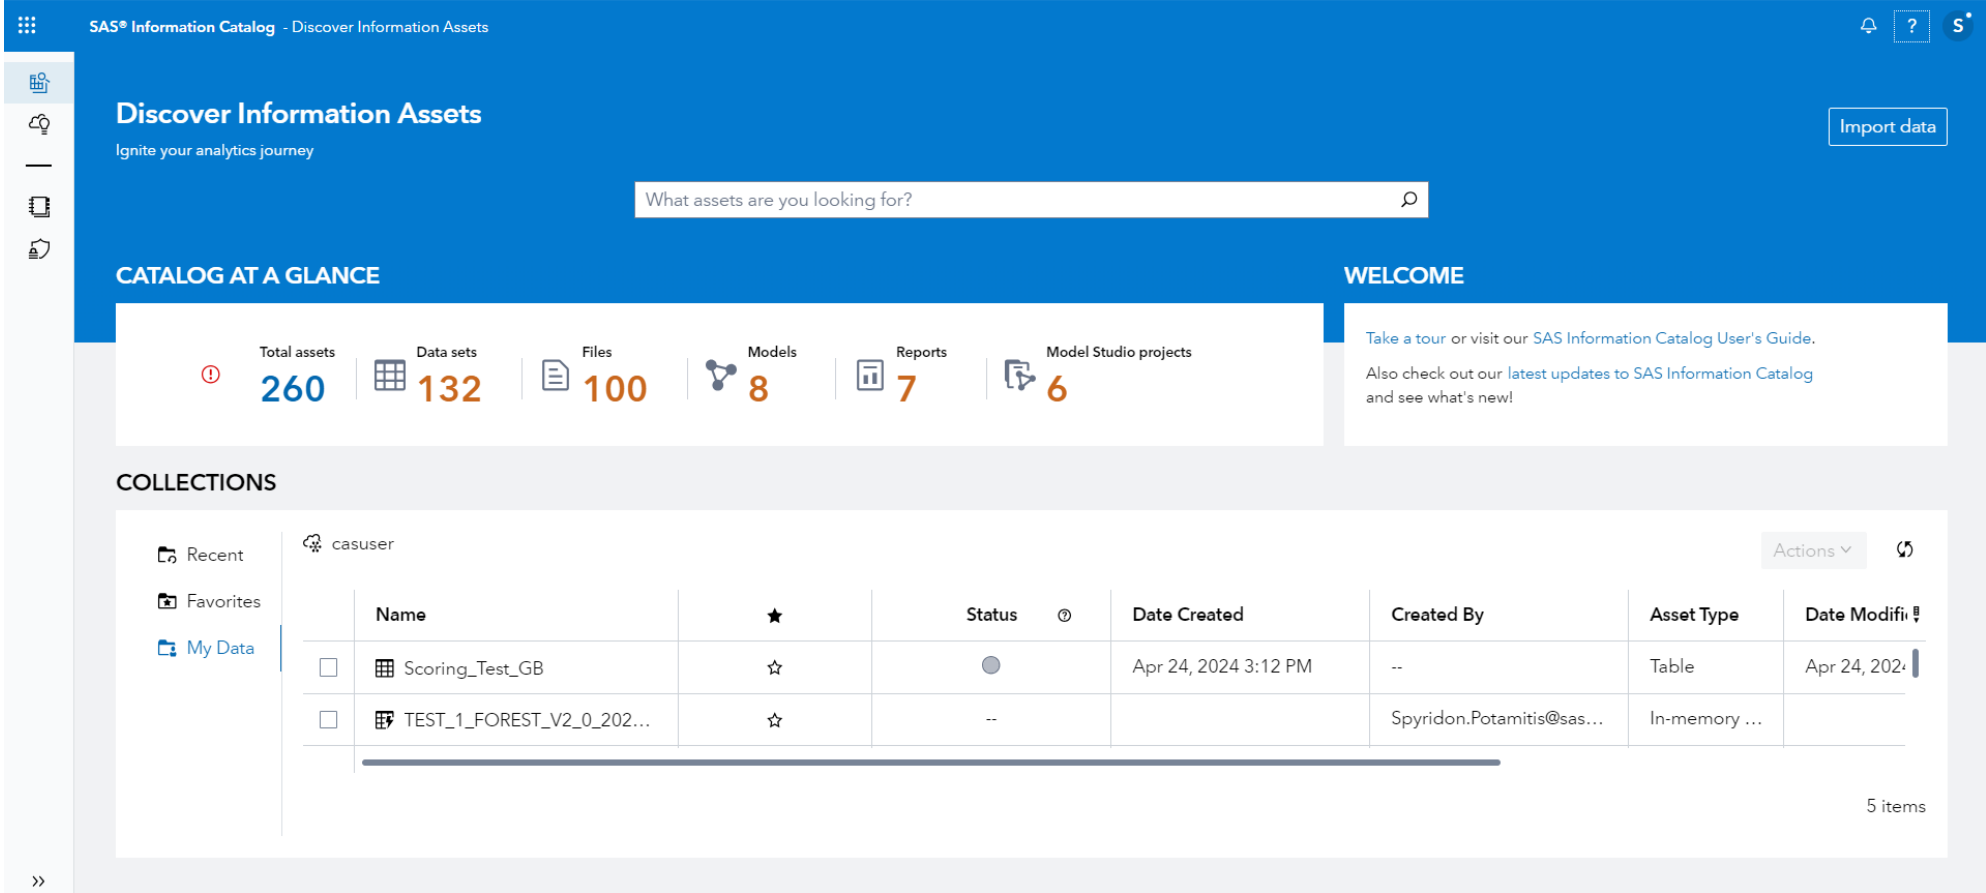 SAS® Information Catalog - Discover Information Assets
? S
Discover Information Assets
Import data
Ignite your analytics journey
What assets are you looking for?
CATALOG AT A GLANCE
WELCOME
Total assets
260
Data sets
132
Files
100
Models
8
Reports
7
Model Studio projects
6
Take a tour or visit our SAS Information Catalog User's Guide.
Also check out our latest updates to SAS Information Catalog
and see what's new!
COLLECTIONS
Recent
Favorites
My Data
casuser
Actions
Name Status Date Created Created By Asset Type Date Modifi
Scoring_Test_GB Apr 24, 2024 3:12 PM -- Table Apr 24, 202
TEST_1_FOREST_V2_0_202... -- Spyridon.Potamitis@sas... In-memory ...
5 items